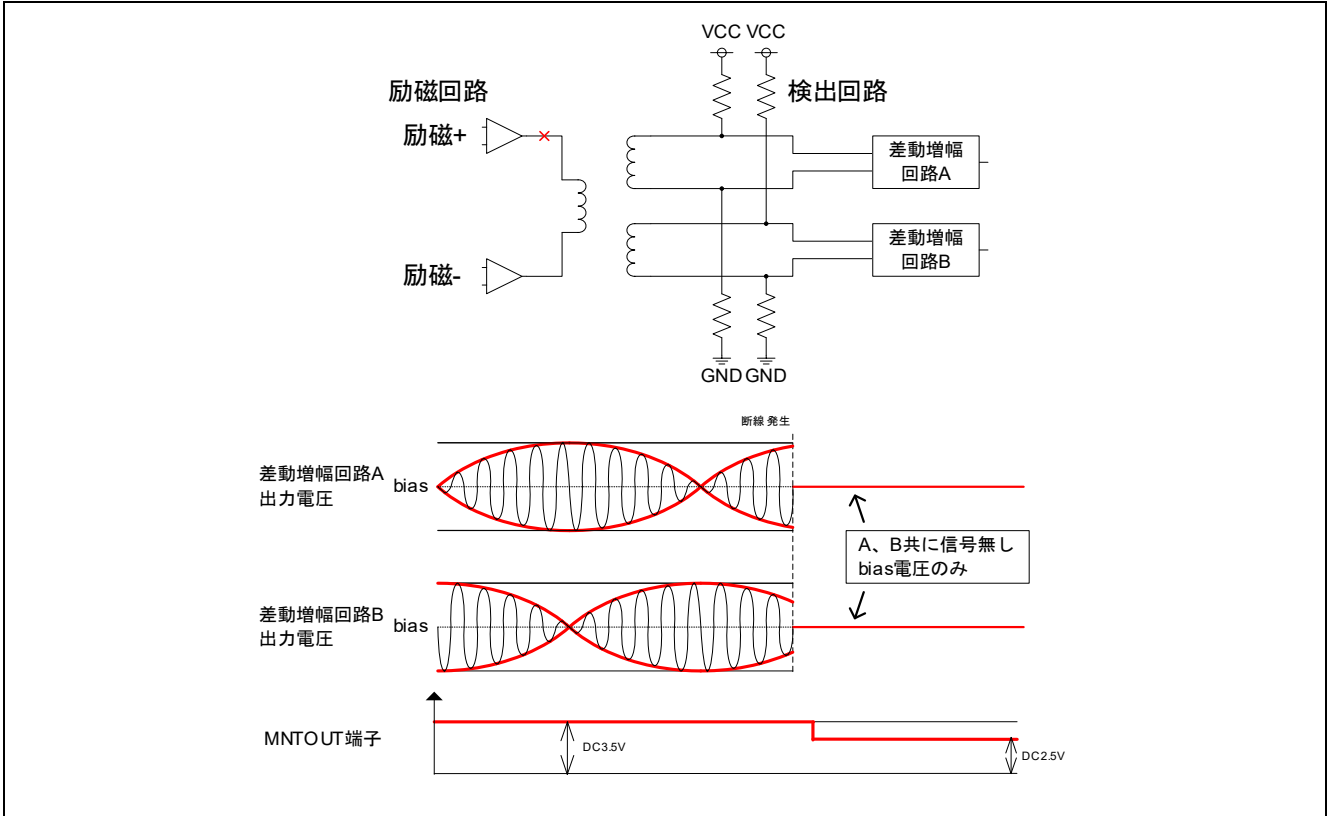 VCC VCC
励磁回路
検出回路
励磁+
差動増幅
回路A
差動増幅
回路B
励磁-
GND GND
断線 発生
差動増幅回路A
出力電圧
bias
A、B共に信号無し
bias電圧のみ
差動増幅回路B
出力電圧
bias
MNTOUT端子
DC3.5V
DC2.5V